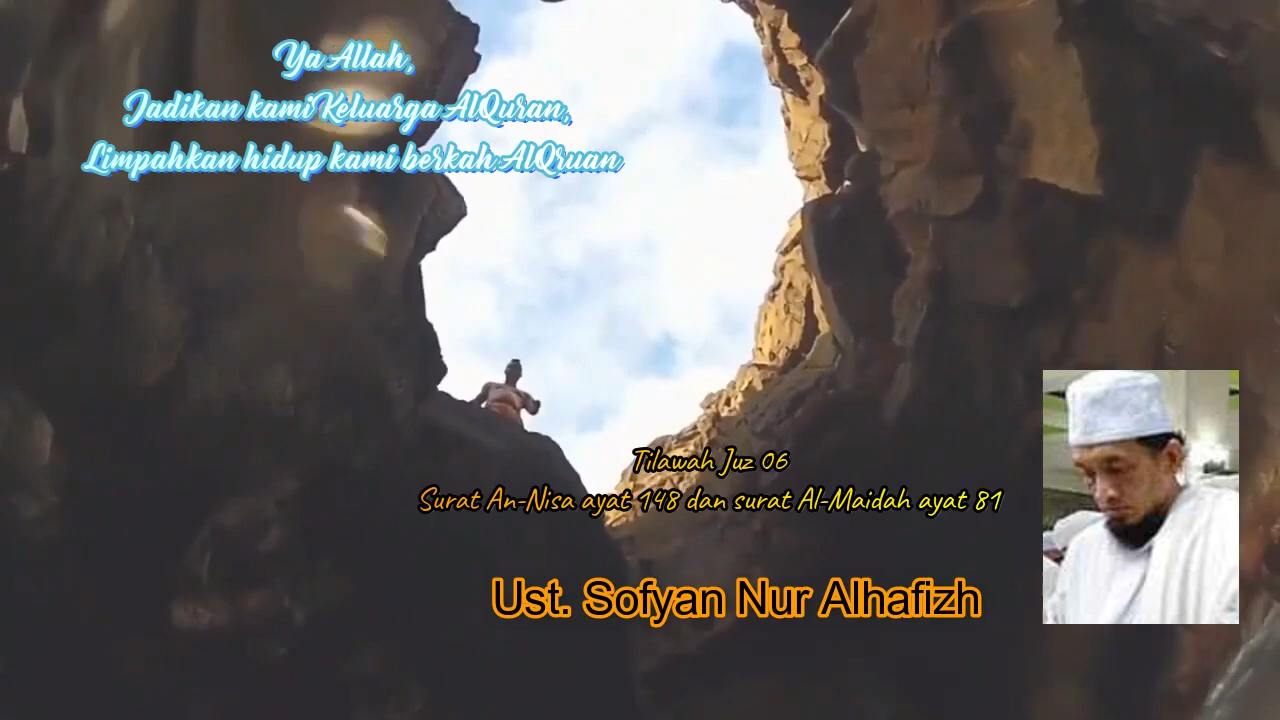 Ya Allah,
Jadikan kami Keluarga AlQuran,
Limpahkan hidup kami berkah AlQruan
Tilawah Juz 06
Surat An-Nisa ayat 148 dan surat Al-Maidah ayat 81
Ust. Sofyan Nur Alhafizh